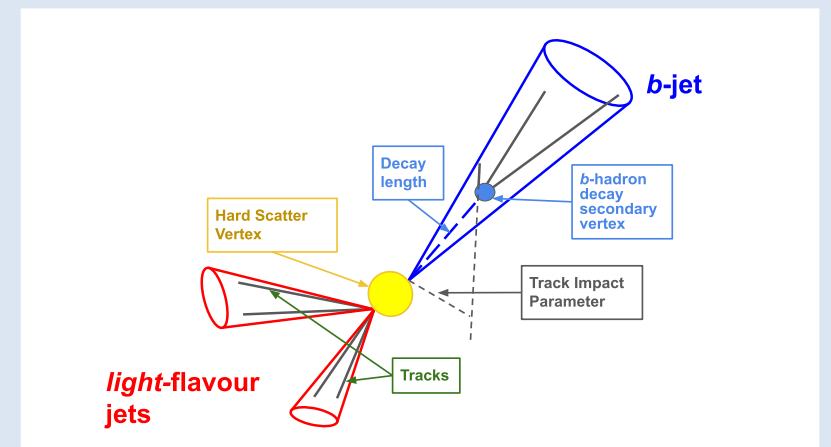 b-jet
Decay
length
b-hadron
decay
secondary
vertex
Hard Scatter
Vertex
Track Impact
Parameter
Tracks
light-flavour
jets